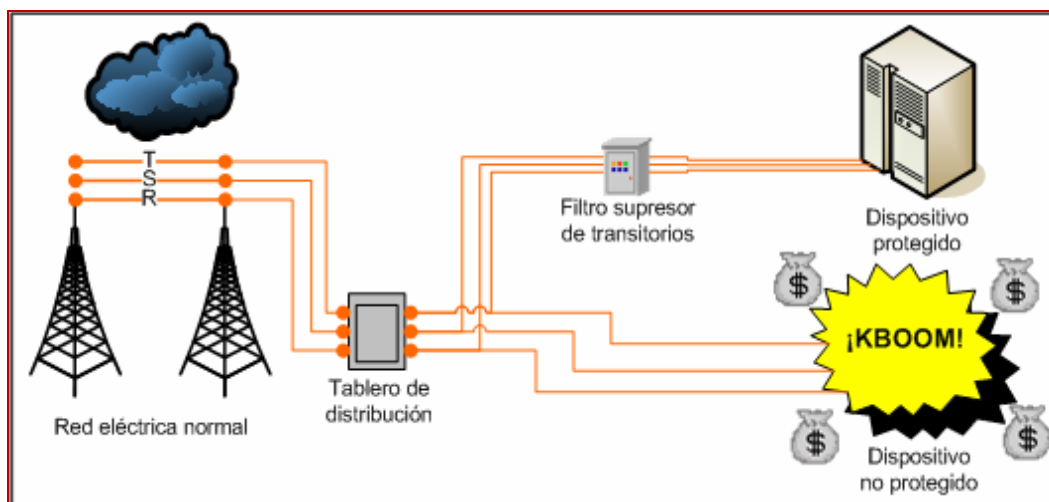 T
S
R
Red eléctrica normal
Tablero de
distribución
Filtro supresor
de transitorios
Dispositivo
protegido
$
$
¡KBOOM!
$
$
Dispositivo
no protegido